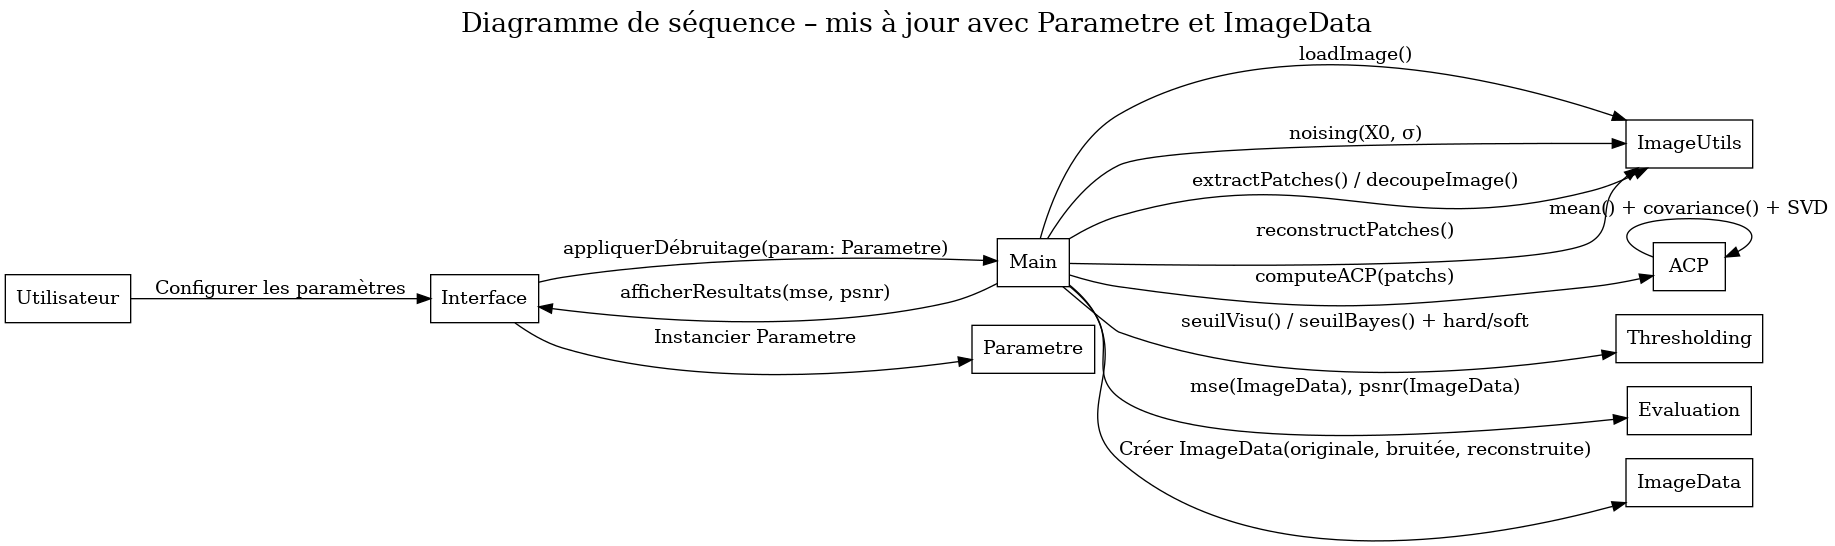 Diagramme de séquence – mis à jour avec Parametre et ImageData
loadImage()
noising(X0, σ)
ImageUtils
extractPatches() / decoupeImage()
mean() + covariance() + SVD
reconstructPatches()
appliquerDébruitage(param: Parametre)
Main
ACP
computeACP(patchs)
Configurer les paramètres
Utilisateur
Interface
afficherResultats(mse, psnr)
seuilVisu() / seuilBayes() + hard/soft
Instancier Parametre
Parametre
Thresholding
mse(ImageData), psnr(ImageData)
Evaluation
Créer ImageData(originale, bruitée, reconstruite)
ImageData